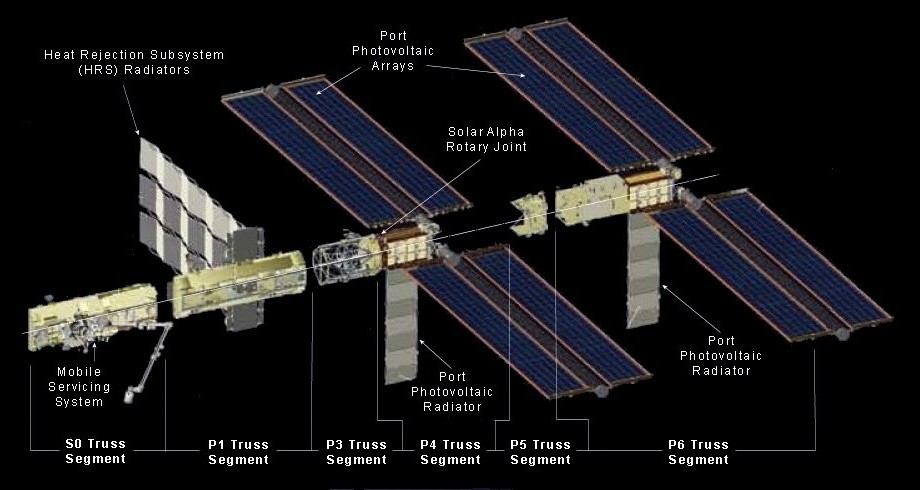 Port
Photovoltaic
Arrays
Heat Rejection Subsystem
(HRS) Radiators
Solar Alpha
Rotary Joint
Mobile
Servicing
System
Port
Photovoltaic
Radiator
Port
Photovoltaic
Radiator
S0 Truss
Segment
P1 Truss
Segment
P3 Truss
Segment
P4 Truss
Segment
P5 Truss
Segment
P6 Truss
Segment